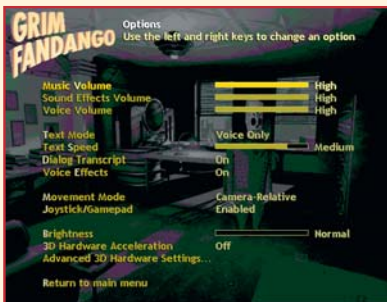 GRIM
FANDANGO
Options
Use the left and right keys to change an option
Music Volume High
Sound Effects Volume High
Voice Volume High
Text Mode Voice Only
Text Speed Medium
Dialog Transcript On
Voice Effects On
Movement Mode Camera-Relative
Joystick/Gamepad Enabled
Brightness Normal
3D Hardware Acceleration Off
Advanced 3D Hardware Settings...
Return to main menu